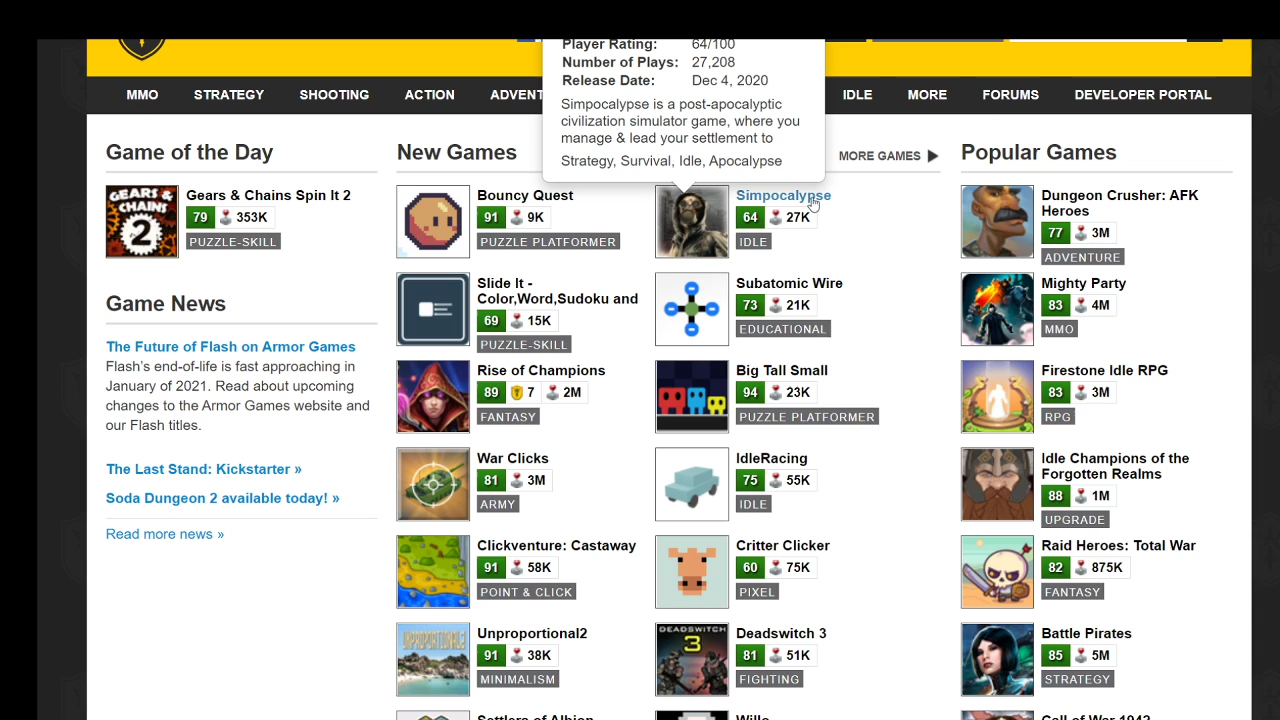 Player Rating: 64/100
Number of Plays: 27,208
Release Date: Dec 4, 2020
Simpocalypse is a post-apocalyptic
civilization simulator game, where you
manage & lead your settlement to
Strategy, Survival, Idle, Apocalypse
MMO STRATEGY SHOOTING ACTION ADVENT IDLE MORE FORUMS DEVELOPER PORTAL
Game of the Day
GEARS &
CHAINS
2
Gears & Chains Spin It 2
79 353K
PUZZLE-SKILL
Game News
The Future of Flash on Armor Games
Flash's end-of-life is fast approaching in
January of 2021. Read about upcoming
changes to the Armor Games website and
our Flash titles.
The Last Stand: Kickstarter »
Soda Dungeon 2 available today! »
Read more news »
New Games
MORE GAMES
Bouncy Quest
91 9K
PUZZLE PLATFORMER
Simpocalypse
64 27K
IDLE
Slide It -
Color,Word,Sudoku and
69 15K
PUZZLE-SKILL
Subatomic Wire
73 21K
EDUCATIONAL
Rise of Champions
89 7 2M
FANTASY
Big Tall Small
94 23K
PUZZLE PLATFORMER
War Clicks
81 3M
ARMY
IdleRacing
75 55K
IDLE
Clickventure: Castaway
91 58K
POINT & CLICK
Critter Clicker
60 75K
PIXEL
UNPROPORTIONAL2
Unproportional2
91 38K
MINIMALISM
DEADSWITCH
3
Deadswitch 3
81 51K
FIGHTING
Settlers of Albion
Willo
Popular Games
Dungeon Crusher: AFK
Heroes
77 3M
ADVENTURE
Mighty Party
83 4M
MMO
Firestone Idle RPG
83 3M
RPG
Idle Champions of the
Forgotten Realms
88 1M
UPGRADE
Raid Heroes: Total War
82 875K
FANTASY
Battle Pirates
85 5M
STRATEGY
Call of War 1942